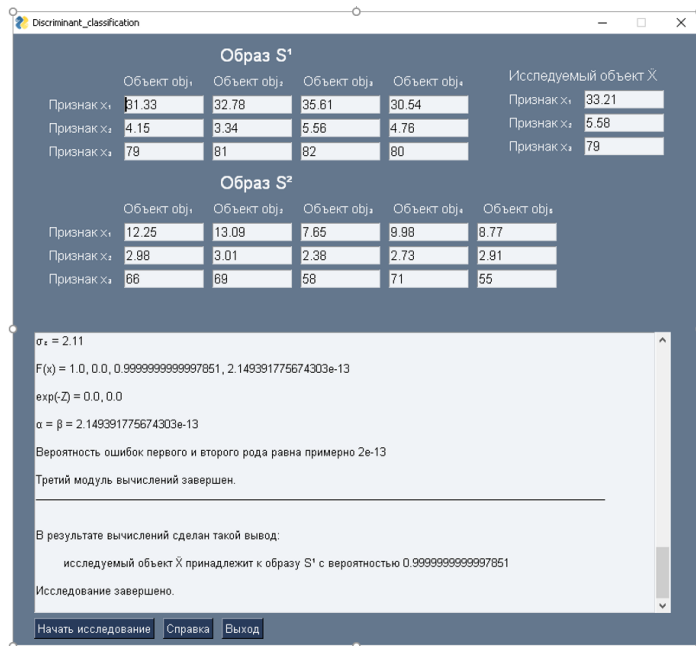 Discriminant_classification
Образ S¹
Исследуемый объект Ẍ
Объект obj₁ Объект obj₂ Объект obj₃ Объект obj₄
Признак x₁ 31.33 32.78 35.61 30.54
Признак x₁ 33.21
Признак x₂ 4.15 3.34 5.56 4.76
Признак x₂ 5.58
Признак x₃ 79 81 82 80
Признак x₃ 79
Образ S²
Объект obj₁ Объект obj₂ Объект obj₃ Объект obj₄ Объект obj₅
Признак x₁ 12.25 13.09 7.65 9.98 8.77
Признак x₂ 2.98 3.01 2.38 2.73 2.91
Признак x₃ 66 69 58 71 55
σ₂ = 2.11
F(x) = 1.0, 0.0, 0.9999999999997851, 2.149391775674303e-13
exp(-Z) = 0.0, 0.0
α = β = 2.149391775674303e-13
Вероятность ошибок первого и второго рода равна примерно 2e-13
Третий модуль вычислений завершен.
В результате вычислений сделан такой вывод:
исследуемый объект Ẍ принадлежит к образу S¹ с вероятностью 0.9999999999997851
Исследование завершено.
Начать исследование Справка Выход